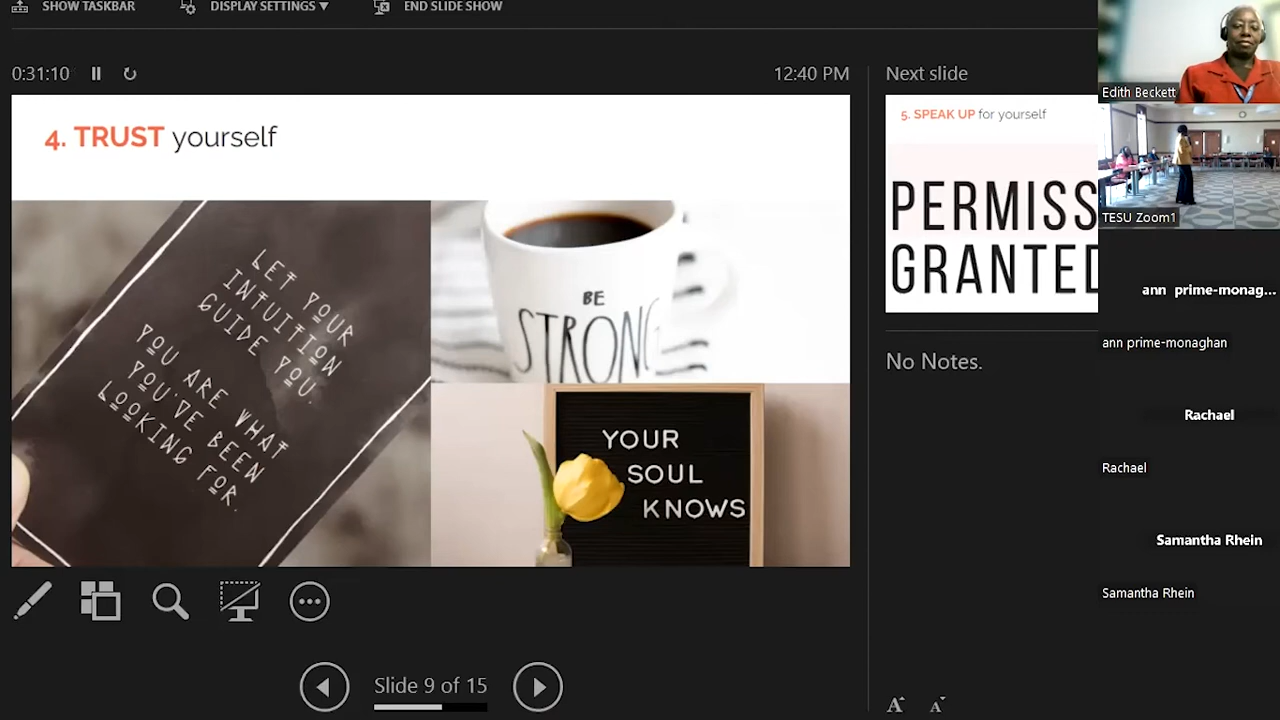 SHOW TASKBAR
DISPLAY SETTINGS ▼
END SLIDE SHOW
0:31:10
12:40 PM
4. TRUST yourself
LET YOUR
INTUITION
GUIDE YOU.
YOU ARE WHAT
YOU'VE BEEN
LOOKING FOR.
BE
STRONG
YOUR
SOUL
KNOWS
Slide 9 of 15
Next slide
5. SPEAK UP for yourself
PERMISS
GRANTED
No Notes.
A A
Edith Beckett
TESU Zoom1
ann prime-monag...
ann prime-monaghan
Rachael
Rachael
Samantha Rhein
Samantha Rhein